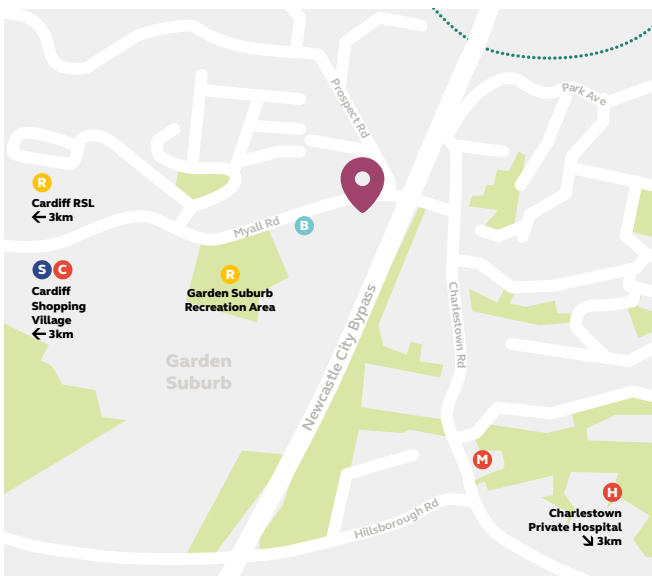 Park Ave
Prospect Rd
R
Cardiff RSL
← 3km
Myall Rd
B
S C
Cardiff
Shopping
Village
← 3km
R
Garden Suburb
Recreation Area
Garden
Suburb
Newcastle City Bypass
Charlestown Rd
M
H
Charlestown
Private Hospital
↘ 3km
Hillsborough Rd